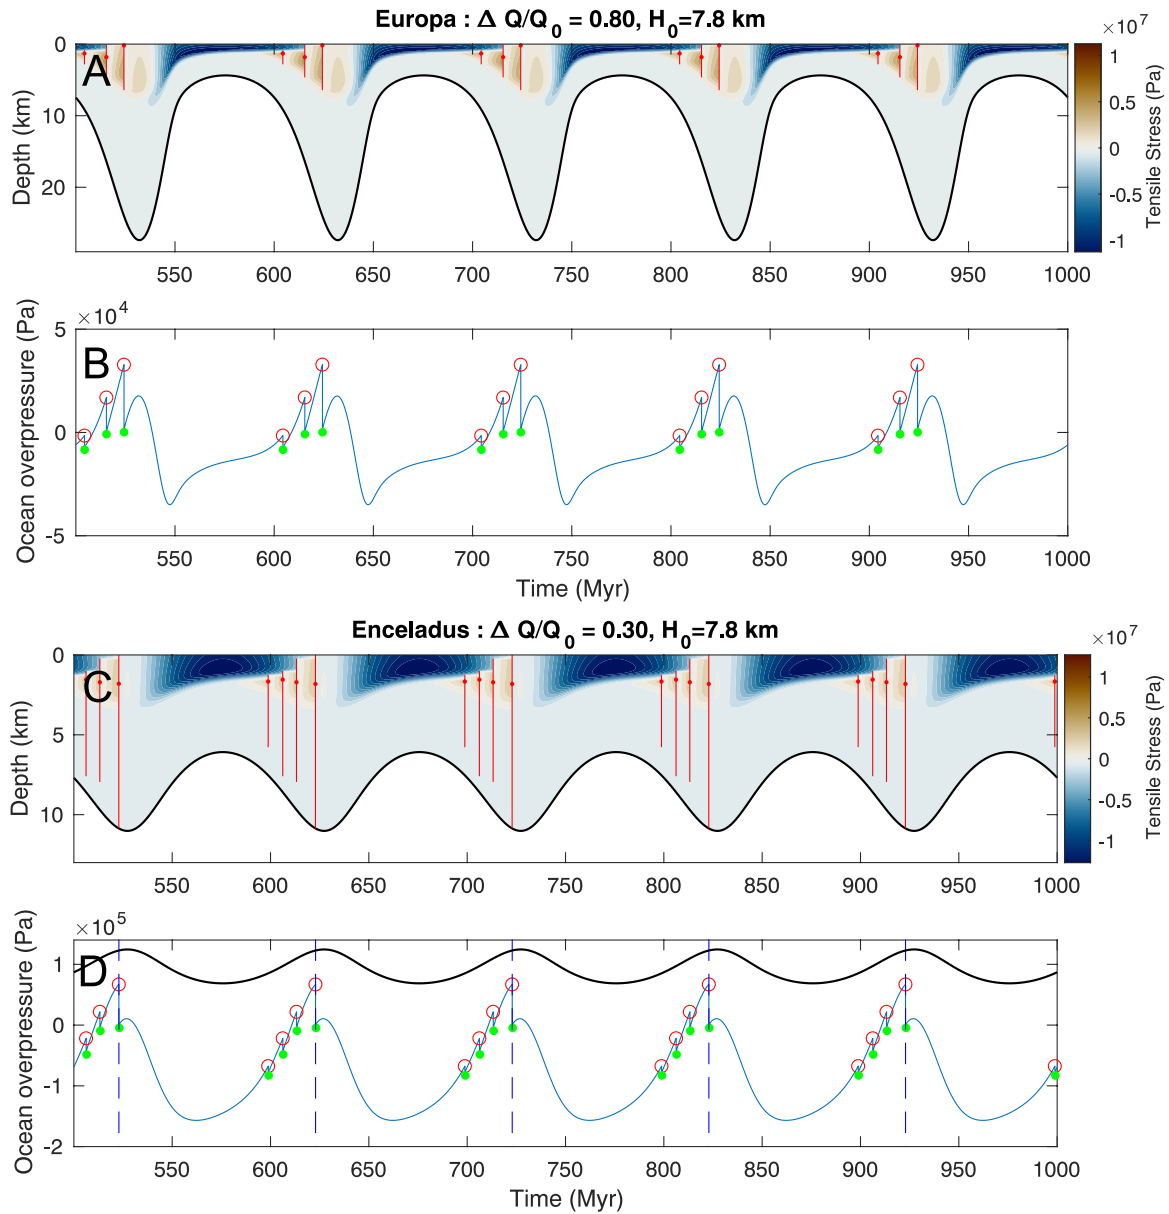 Europa : Δ Q/Q0 = 0.80, H0=7.8 km
A
0
10
20
Depth (km)
550 600 650 700 750 800 850 900 950 1000
×10^7
1
0.5
0
-0.5
-1
Tensile Stress (Pa)
×10^4
B
5
0
-5
Ocean overpressure (Pa)
550 600 650 700 750 800 850 900 950 1000
Time (Myr)
Enceladus : Δ Q/Q0 = 0.30, H0=7.8 km
C
0
5
10
Depth (km)
550 600 650 700 750 800 850 900 950 1000
×10^7
1
0.5
0
-0.5
-1
Tensile Stress (Pa)
×10^5
D
1
0
-1
-2
Ocean overpressure (Pa)
550 600 650 700 750 800 850 900 950 1000
Time (Myr)